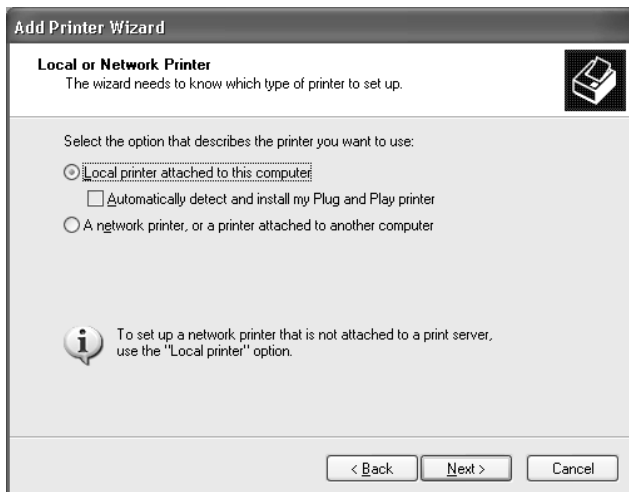 Add Printer Wizard
Local or Network Printer
The wizard needs to know which type of printer to set up.
Select the option that describes the printer you want to use:
Local printer attached to this computer
Automatically detect and install my Plug and Play printer
A network printer, or a printer attached to another computer
To set up a network printer that is not attached to a print server,
use the "Local printer" option.
< Back
Next >
Cancel